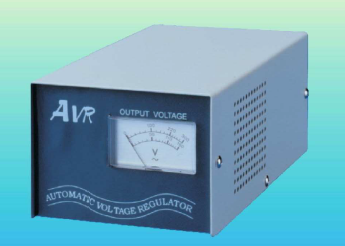 AVR
OUTPUT VOLTAGE
V
AUTOMATIC VOLTAGE REGULATOR